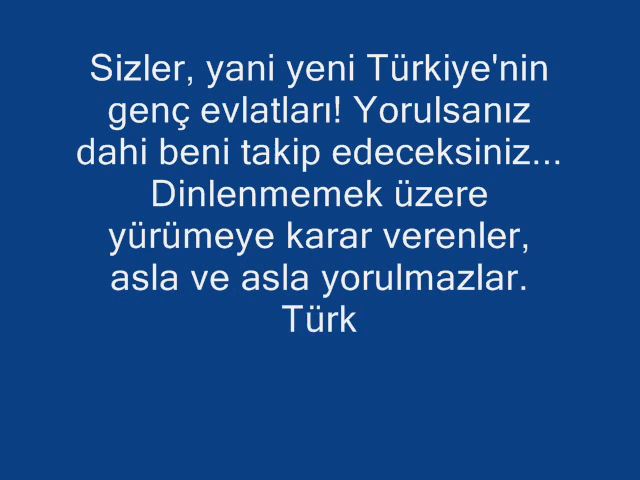 Sizler, yani yeni Türkiye'nin
genç evlatları! Yorulsanız
dahi beni takip edeceksiniz...
Dinlenmemek üzere
yürümeye karar verenler,
asla ve asla yorulmazlar.
Türk